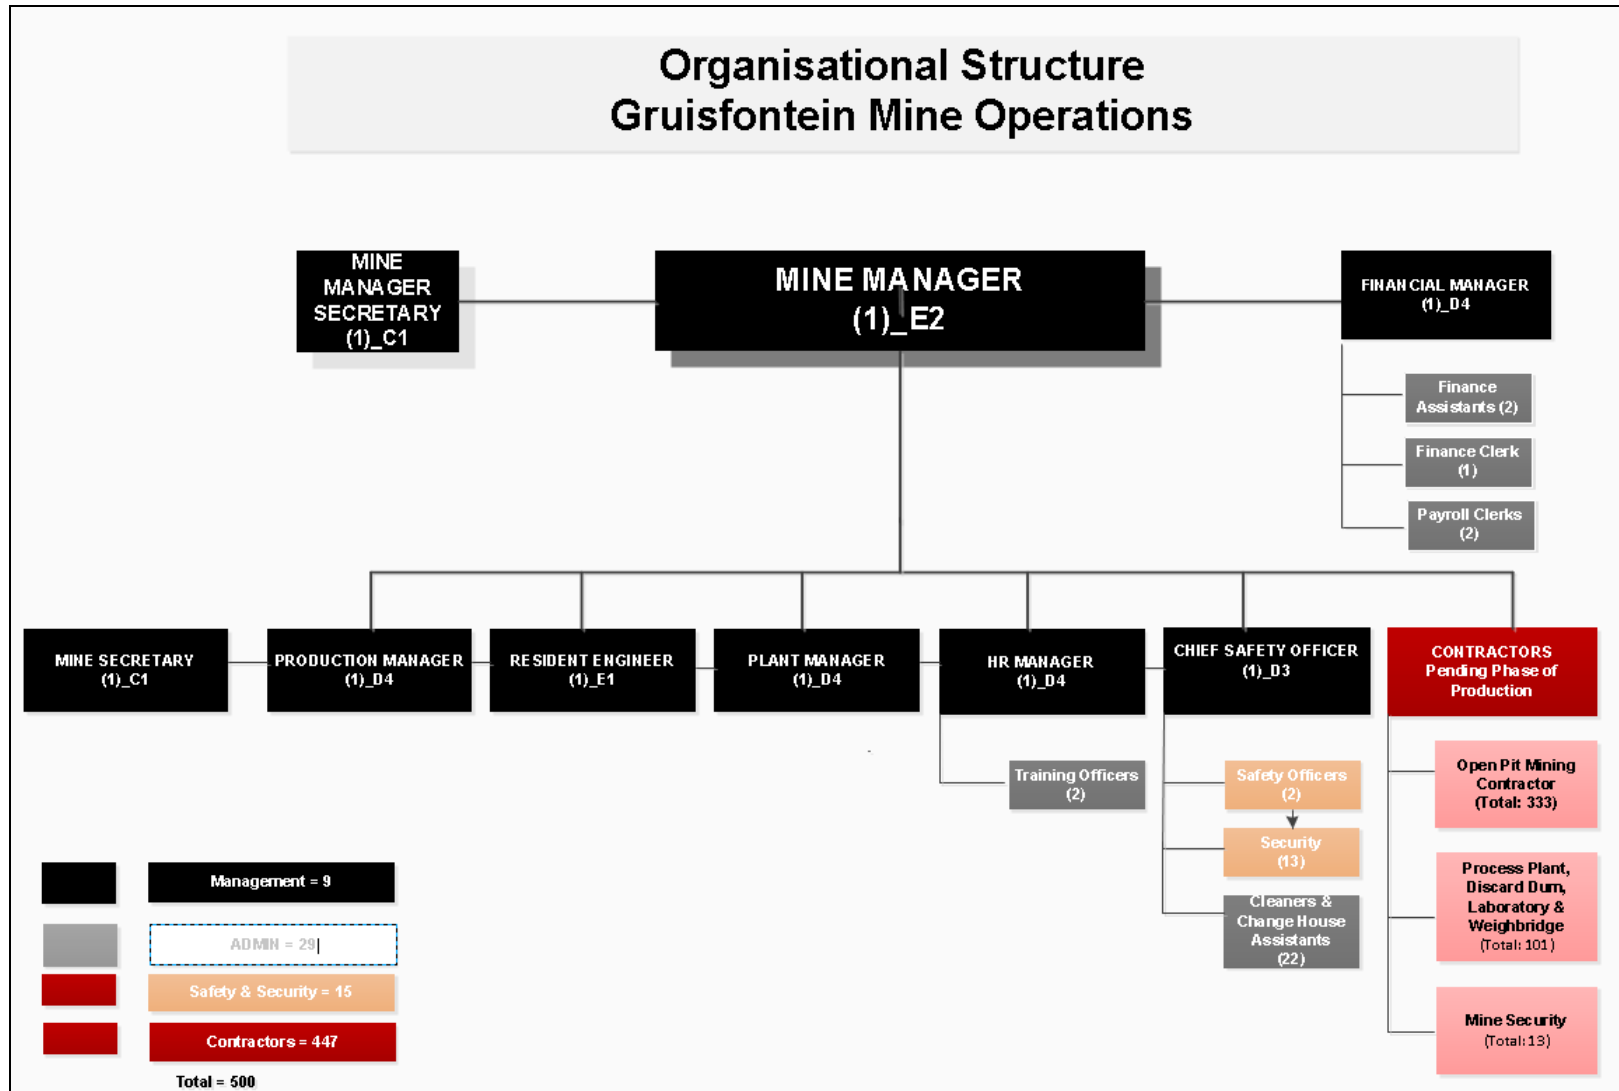 Organisational Structure
Gruisfontein Mine Operations
MINE
MANAGER
SECRETARY
(1)_C1
MINE MANAGER
(1)_E2
FINANCIAL MANAGER
(1)_D4
Finance
Assistants (2)
Finance Clerk
(1)
Payroll Clerks
(2)
MINE SECRETARY
(1)_C1
PRODUCTION MANAGER
(1)_D4
RESIDENT ENGINEER
(1)_E1
PLANT MANAGER
(1)_D4
HR MANAGER
(1)_D4
CHIEF SAFETY OFFICER
(1)_D3
CONTRACTORS
Pending Phase of
Production
Training Officers
(2)
Safety Officers
(2)
Security
(13)
Cleaners &
Change House
Assistants
(22)
Open Pit Mining
Contractor
(Total: 333)
Process Plant,
Discard Dum,
Laboratory &
Weighbridge
(Total: 101)
Mine Security
(Total: 13)
Management = 9
ADMIN = 29
Safety & Security = 15
Contractors = 447
Total = 500